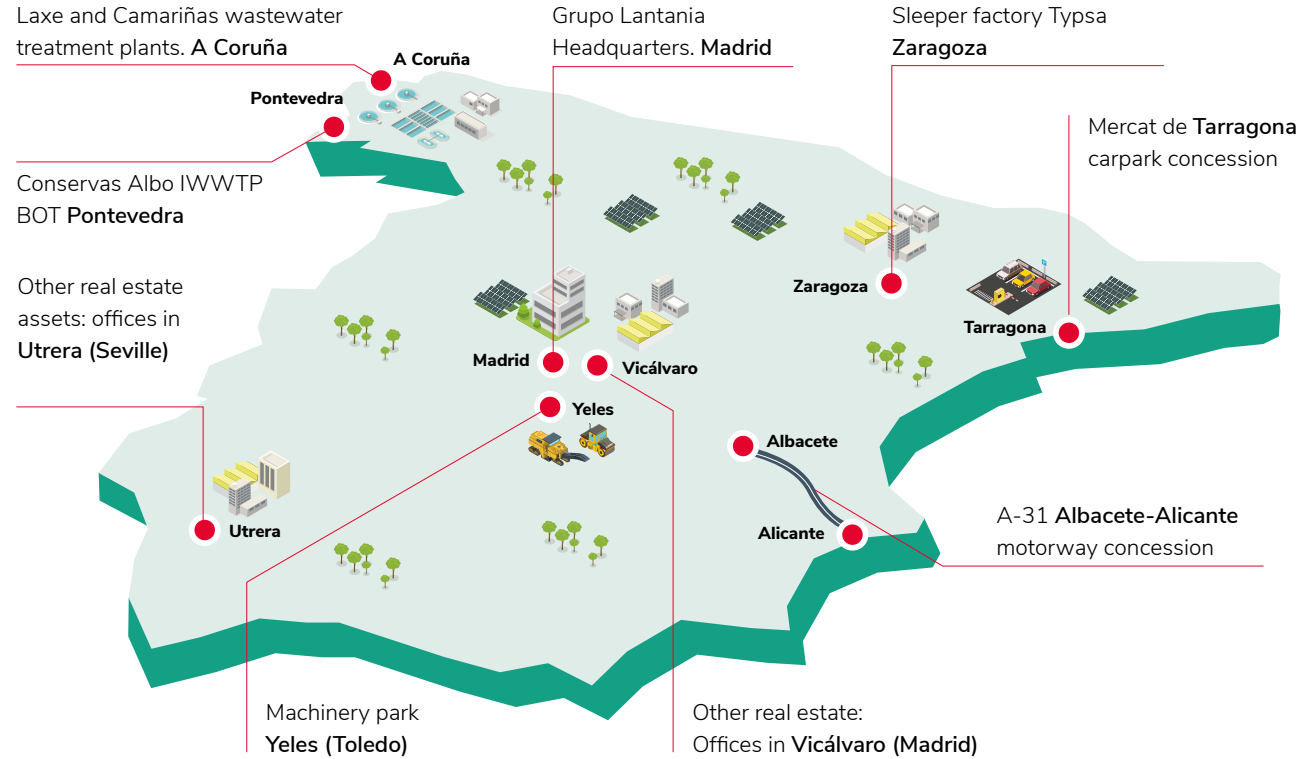 Laxe and Camariñas wastewater
treatment plants. A Coruña
Grupo Lantania
Headquarters. Madrid
Sleeper factory Typsa
Zaragoza
A Coruña
Pontevedra
Mercat de Tarragona
carpark concession
Conservas Albo IWWTP
BOT Pontevedra
Other real estate
assets: offices in
Utrera (Seville)
Zaragoza
Tarragona
Madrid
Vicálvaro
Yeles
Albacete
Utrera
Alicante
A-31 Albacete-Alicante
motorway concession
Machinery park
Yeles (Toledo)
Other real estate:
Offices in Vicálvaro (Madrid)